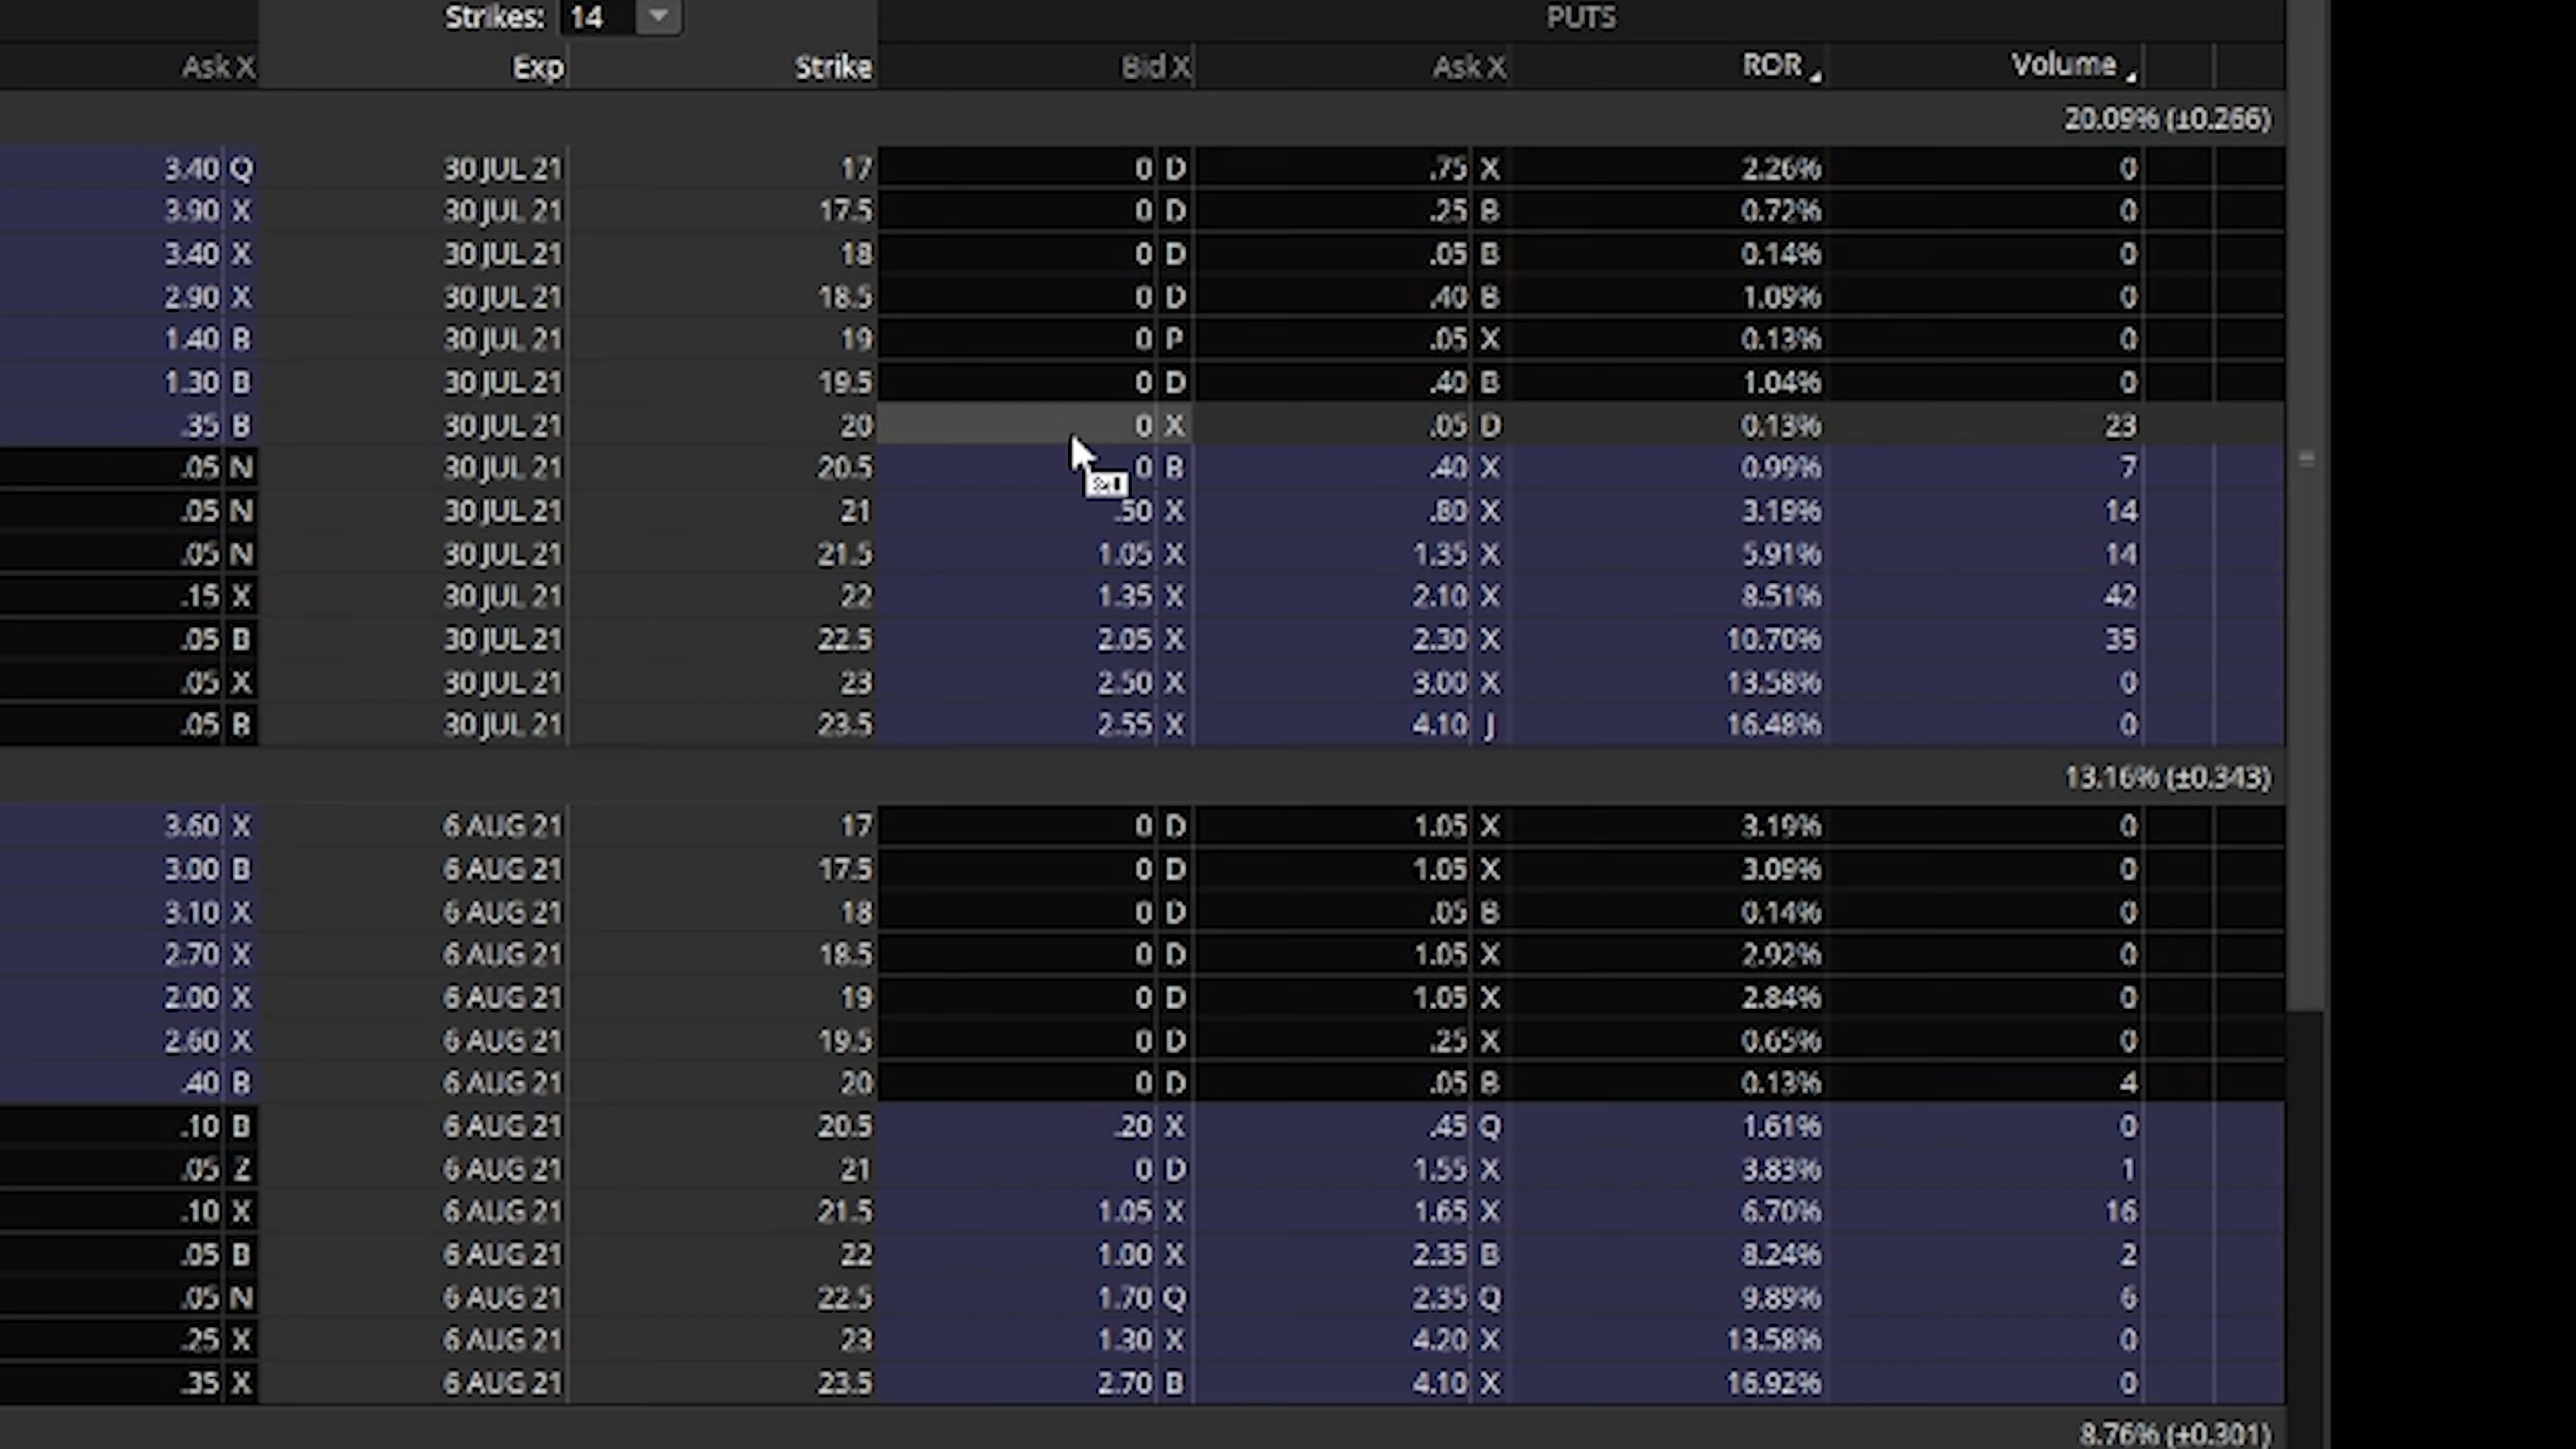 Strikes: 14 PUTS
Ask X Exp Strike Bid X Ask X ROR Volume
20.09% (±0.266)
3.40 Q 30 JUL 21 17 0 D .75 X 2.26% 0
3.90 X 30 JUL 21 17.5 0 D .25 B 0.72% 0
3.40 X 30 JUL 21 18 0 D .05 B 0.14% 0
2.90 X 30 JUL 21 18.5 0 D .40 B 1.09% 0
1.40 B 30 JUL 21 19 0 P .05 X 0.13% 0
1.30 B 30 JUL 21 19.5 0 D .40 B 1.04% 0
.35 B 30 JUL 21 20 0 X .05 D 0.13% 23
.05 N 30 JUL 21 20.5 0 B .40 X 0.99% 7
.05 N 30 JUL 21 21 .50 X .80 X 3.19% 14
.05 N 30 JUL 21 21.5 1.05 X 1.35 X 5.91% 14
.15 X 30 JUL 21 22 1.35 X 2.10 X 8.51% 42
.05 B 30 JUL 21 22.5 2.05 X 2.30 X 10.70% 35
.05 X 30 JUL 21 23 2.50 X 3.00 X 13.58% 0
.05 B 30 JUL 21 23.5 2.55 X 4.10 J 16.48% 0
13.16% (±0.343)
3.60 X 6 AUG 21 17 0 D 1.05 X 3.19% 0
3.00 B 6 AUG 21 17.5 0 D 1.05 X 3.09% 0
3.10 X 6 AUG 21 18 0 D .05 B 0.14% 0
2.70 X 6 AUG 21 18.5 0 D 1.05 X 2.92% 0
2.00 X 6 AUG 21 19 0 D 1.05 X 2.84% 0
2.60 X 6 AUG 21 19.5 0 D .25 X 0.65% 0
.40 B 6 AUG 21 20 0 D .05 B 0.13% 4
.10 B 6 AUG 21 20.5 .20 X .45 Q 1.61% 0
.05 Z 6 AUG 21 21 0 D 1.55 X 3.83% 1
.10 X 6 AUG 21 21.5 1.05 X 1.65 X 6.70% 16
.05 B 6 AUG 21 22 1.00 X 2.35 B 8.24% 2
.05 N 6 AUG 21 22.5 1.70 Q 2.35 Q 9.89% 6
.25 X 6 AUG 21 23 1.30 X 4.20 X 13.58% 0
.35 X 6 AUG 21 23.5 2.70 B 4.10 X 16.92% 0
8.76% (±0.301)